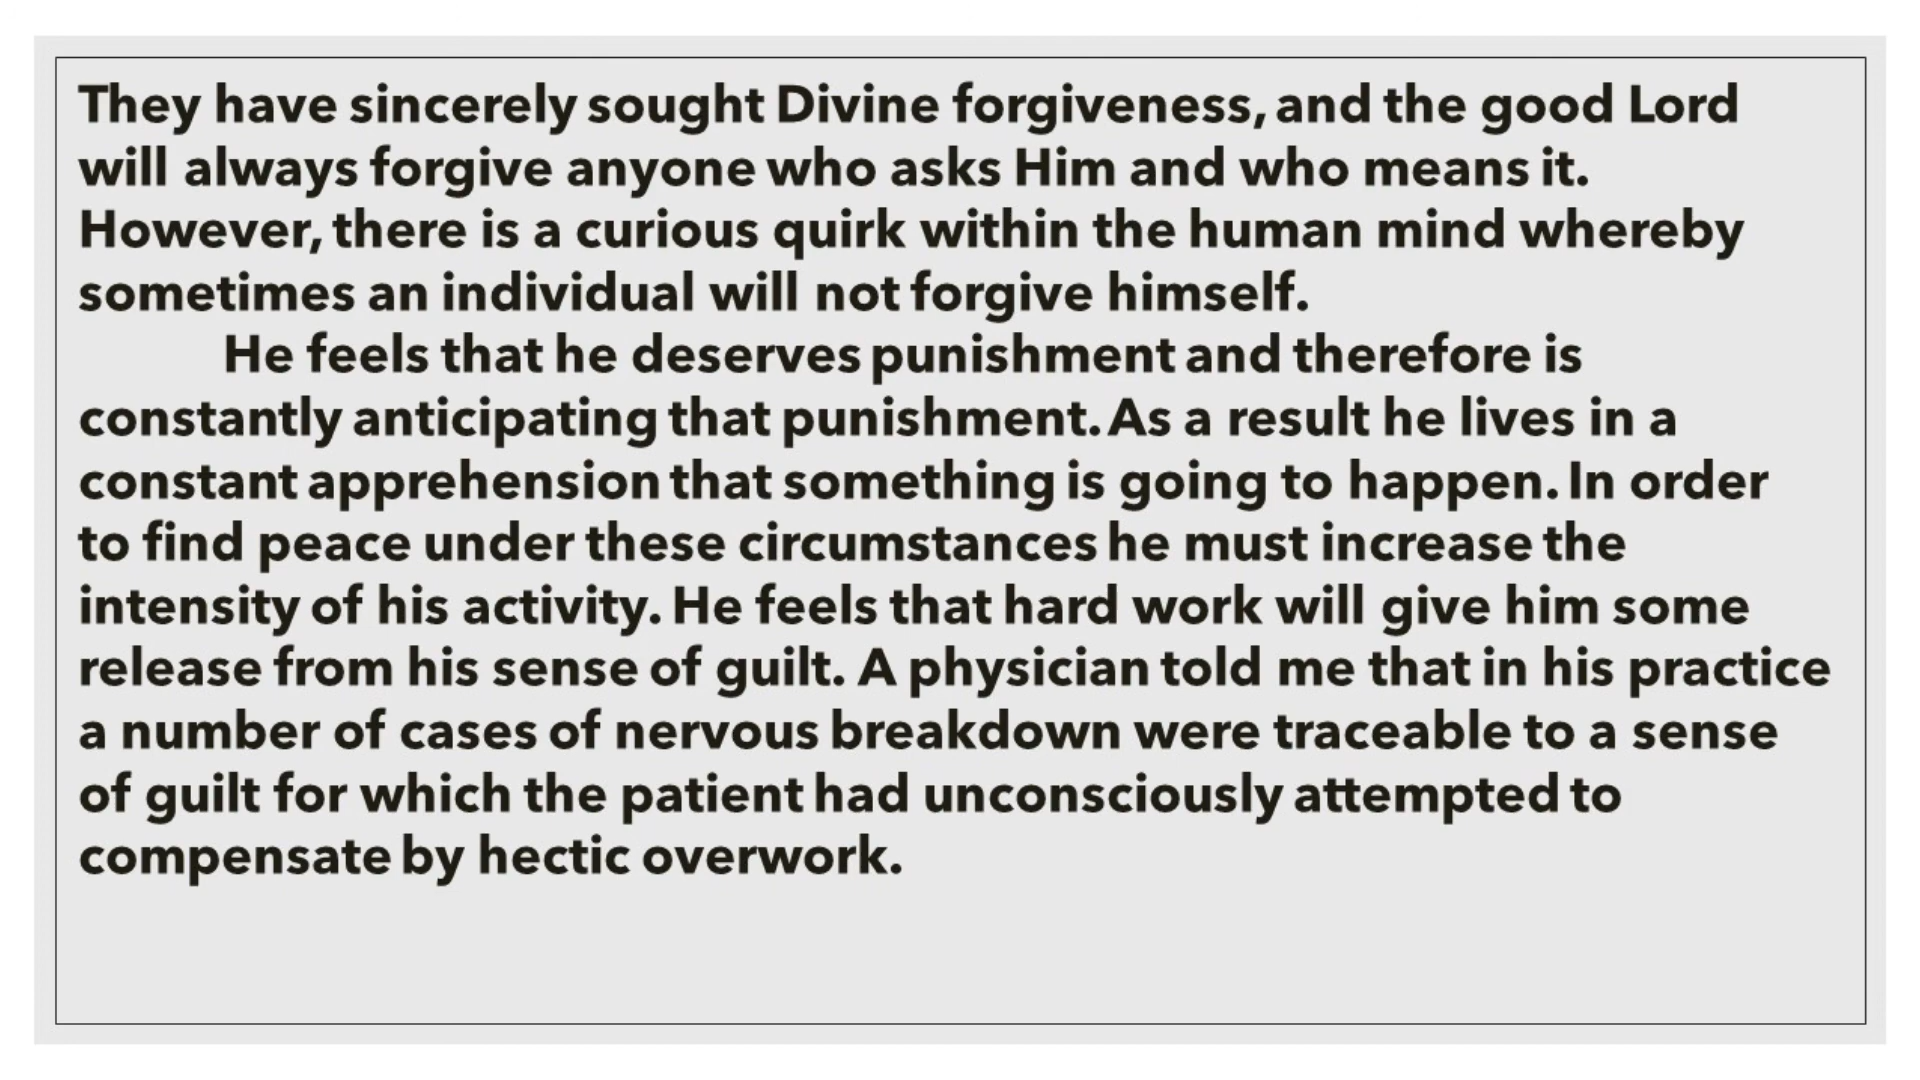 They have sincerely sought Divine forgiveness, and the good Lord
will always forgive anyone who asks Him and who means it.
However, there is a curious quirk within the human mind whereby
sometimes an individual will not forgive himself.
He feels that he deserves punishment and therefore is
constantly anticipating that punishment. As a result he lives in a
constant apprehension that something is going to happen. In order
to find peace under these circumstances he must increase the
intensity of his activity. He feels that hard work will give him some
release from his sense of guilt. A physician told me that in his practice
a number of cases of nervous breakdown were traceable to a sense
of guilt for which the patient had unconsciously attempted to
compensate by hectic overwork.